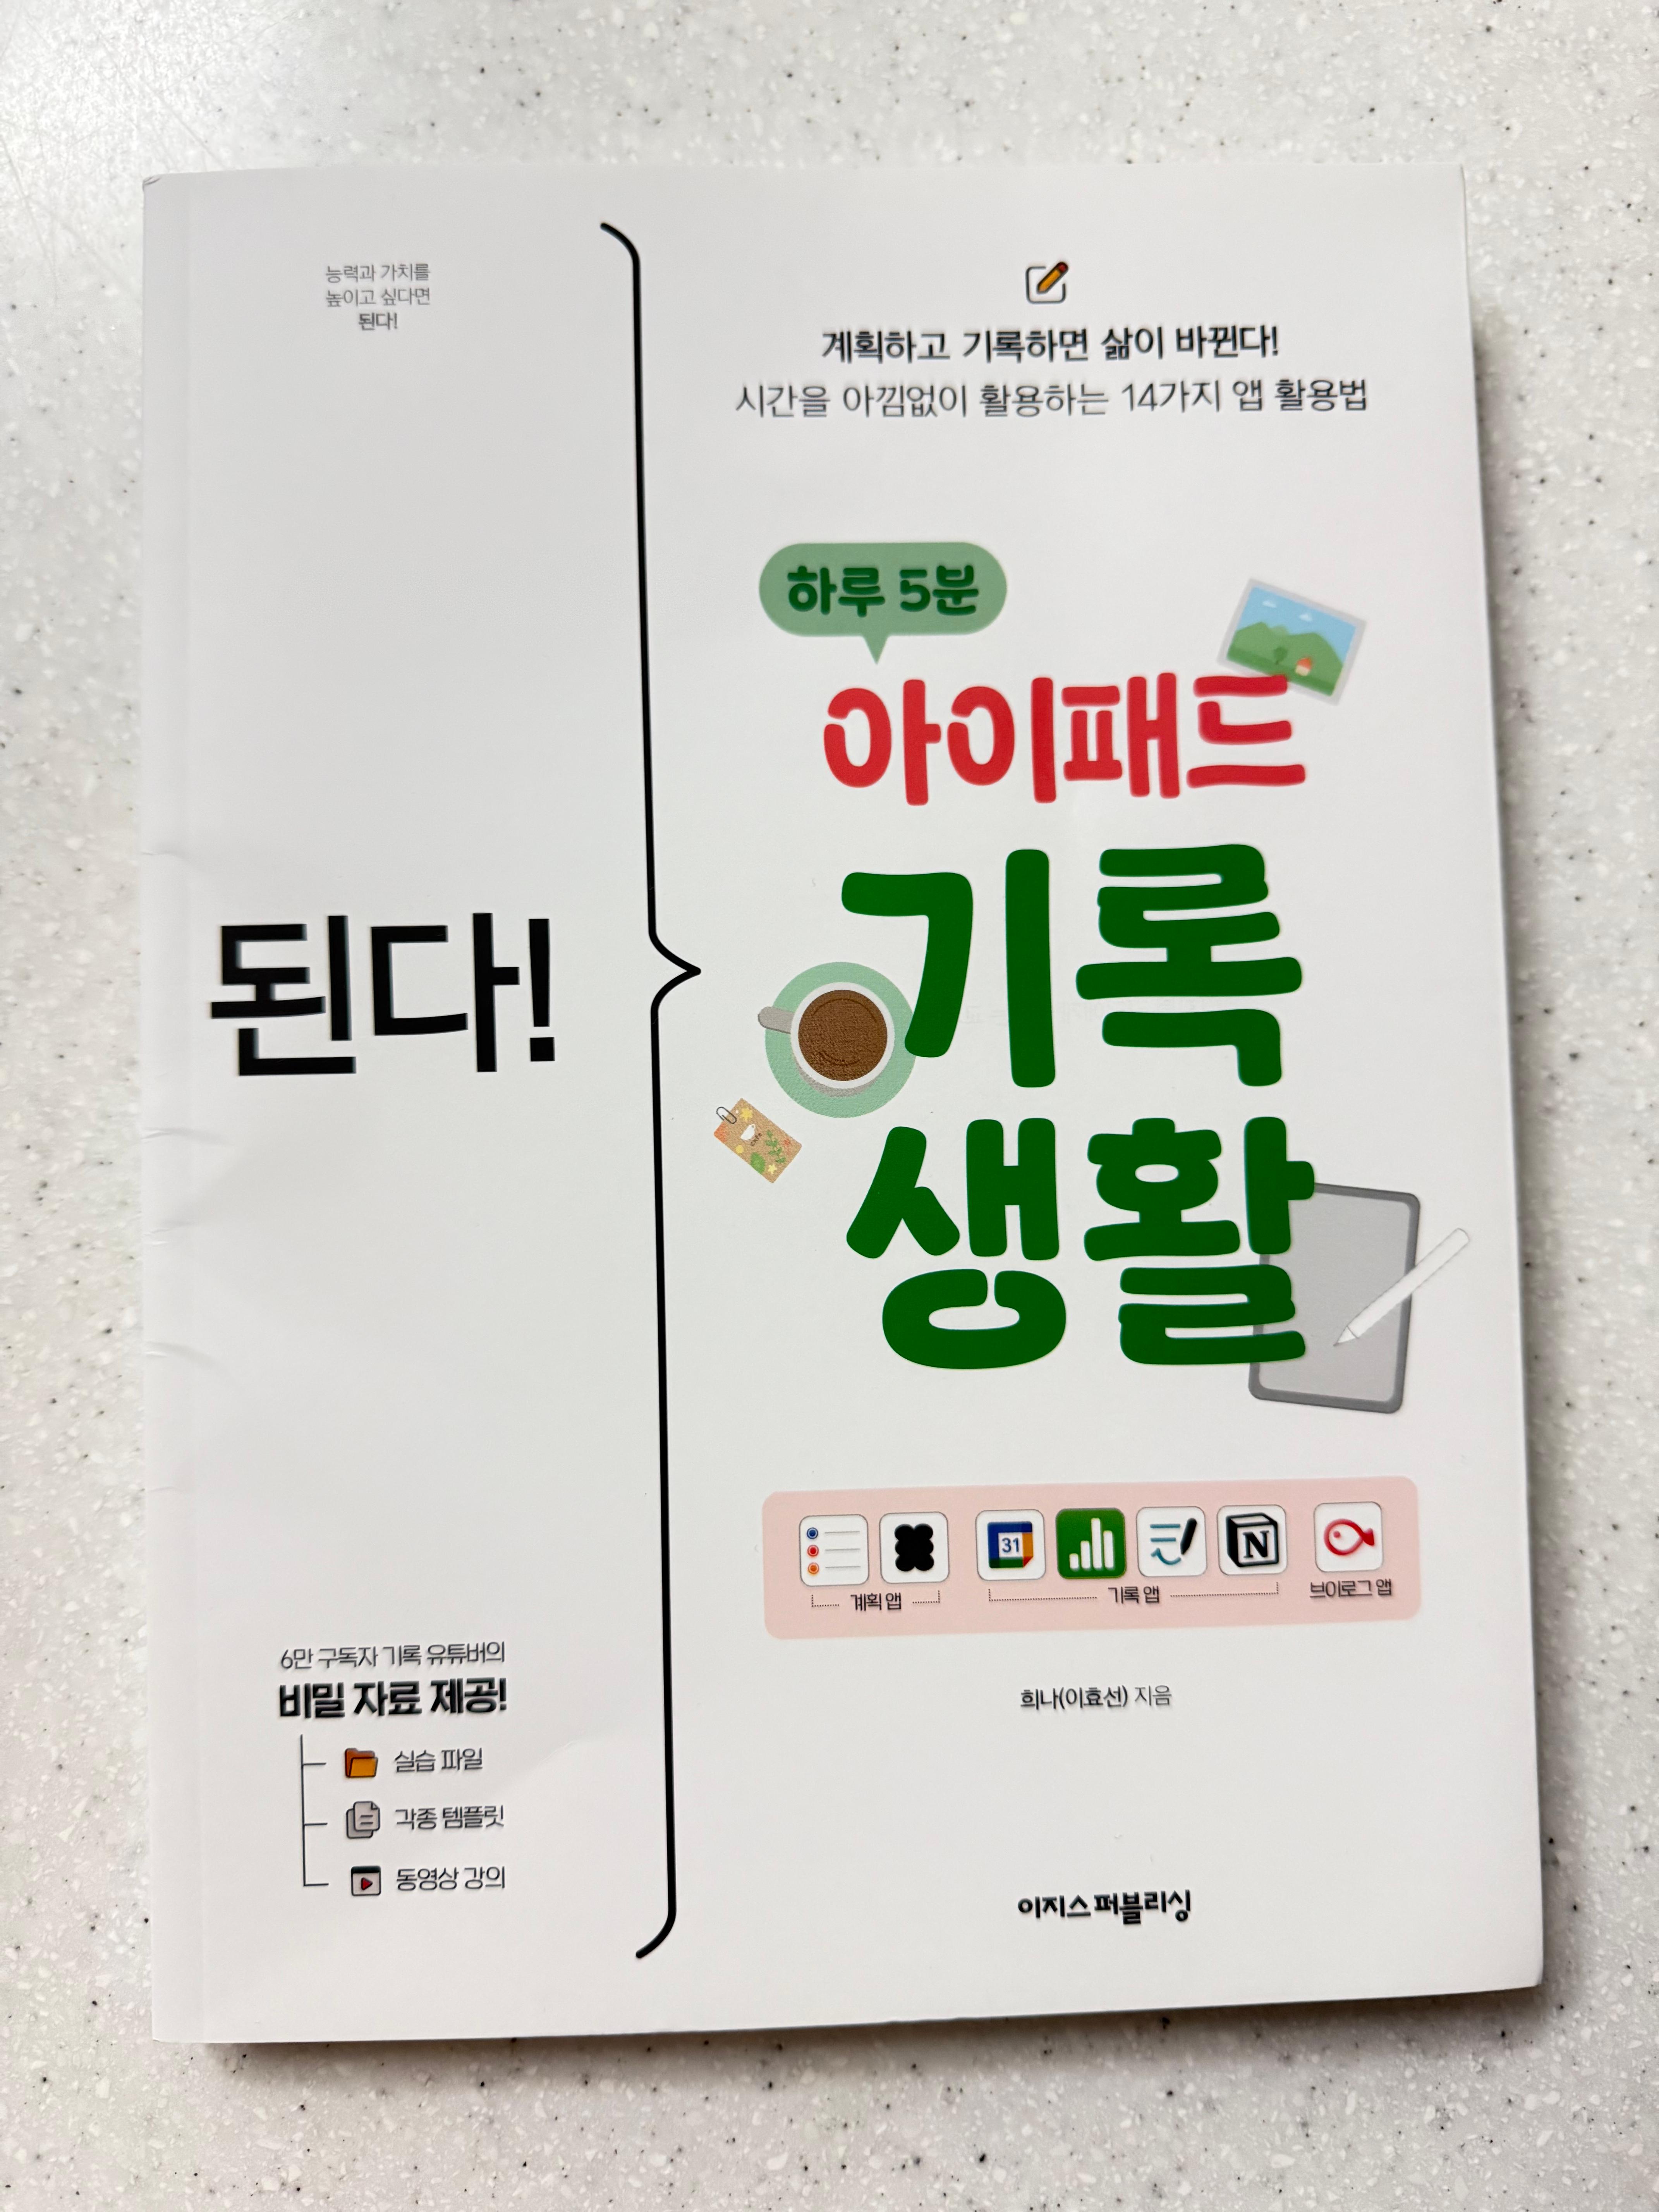 능력과 가치를
높이고 싶다면
된다!
계획하고 기록하면 삶이 바뀐다!
시간을 아낌없이 활용하는 14가지 앱 활용법
된다!
하루 5분
아이패드
기록
생활
31
N
계획 앱
기록 앱
브이로그 앱
희나(이효선) 지음
6만 구독자 기록 유튜버의
비밀 자료 제공!
실습 파일
각종 템플릿
동영상 강의
이지스 퍼블리싱